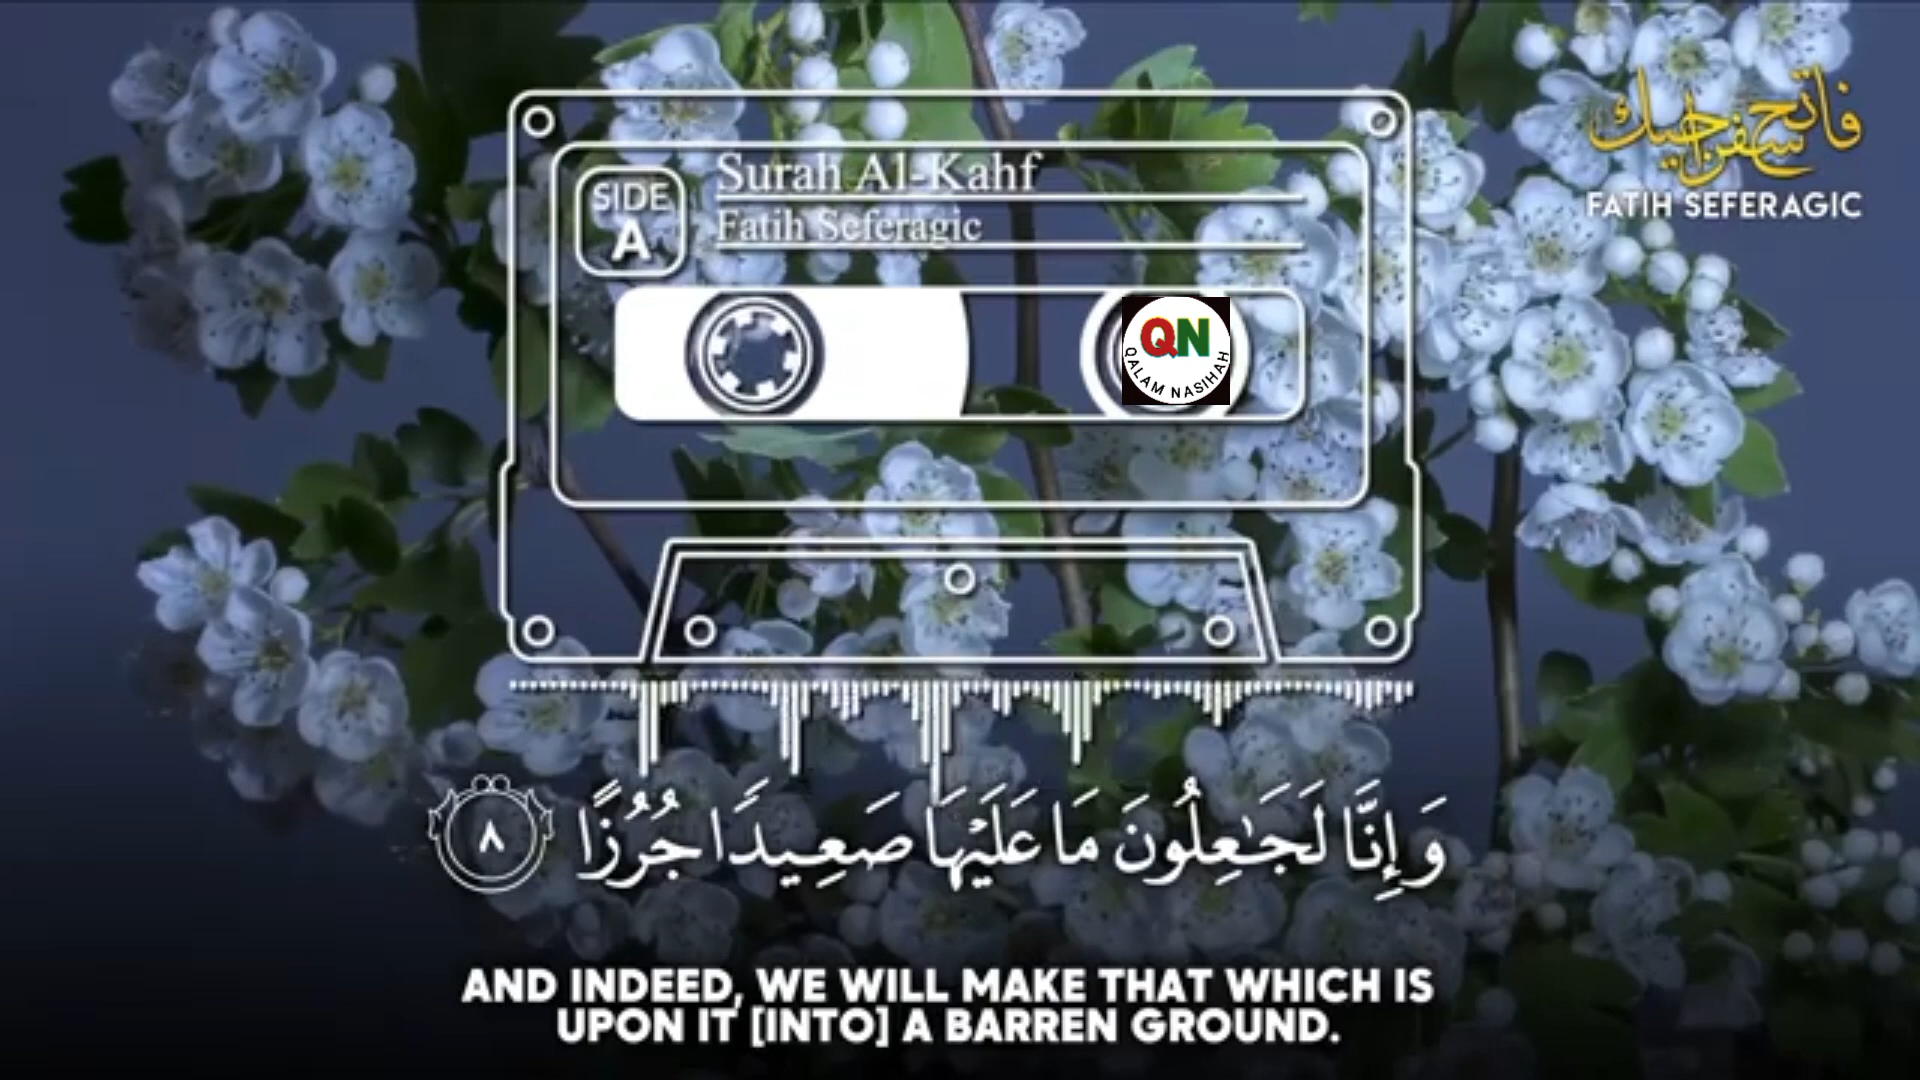 فاتح سفراجيك
FATIH SEFERAGIC
SIDE
A
Surah Al-Kahf
Fatih Seferagic
QN
QALAM NASIHAH
وَإِنَّا لَجَـٰعِلُونَ مَا عَلَيْهَا صَعِيدًا جُرُزًا ٨
AND INDEED, WE WILL MAKE THAT WHICH IS
UPON IT [INTO] A BARREN GROUND.